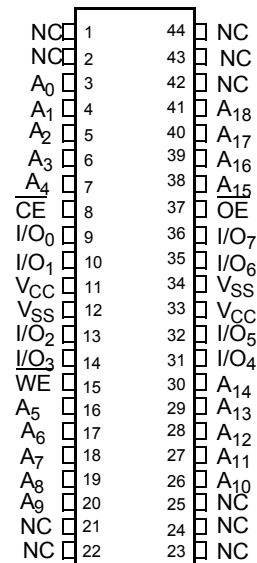 NC 1 44 NC
NC 2 43 NC
A0 3 42 NC
A1 4 41 A18
A2 5 40 A17
A3 6 39 A16
A4 7 38 A15
CE 8 37 OE
I/O0 9 36 I/O7
I/O1 10 35 I/O6
VCC 11 34 VSS
VSS 12 33 VCC
I/O2 13 32 I/O5
I/O3 14 31 I/O4
WE 15 30 A14
A5 16 29 A13
A6 17 28 A12
A7 18 27 A11
A8 19 26 A10
A9 20 25 NC
NC 21 24 NC
NC 22 23 NC